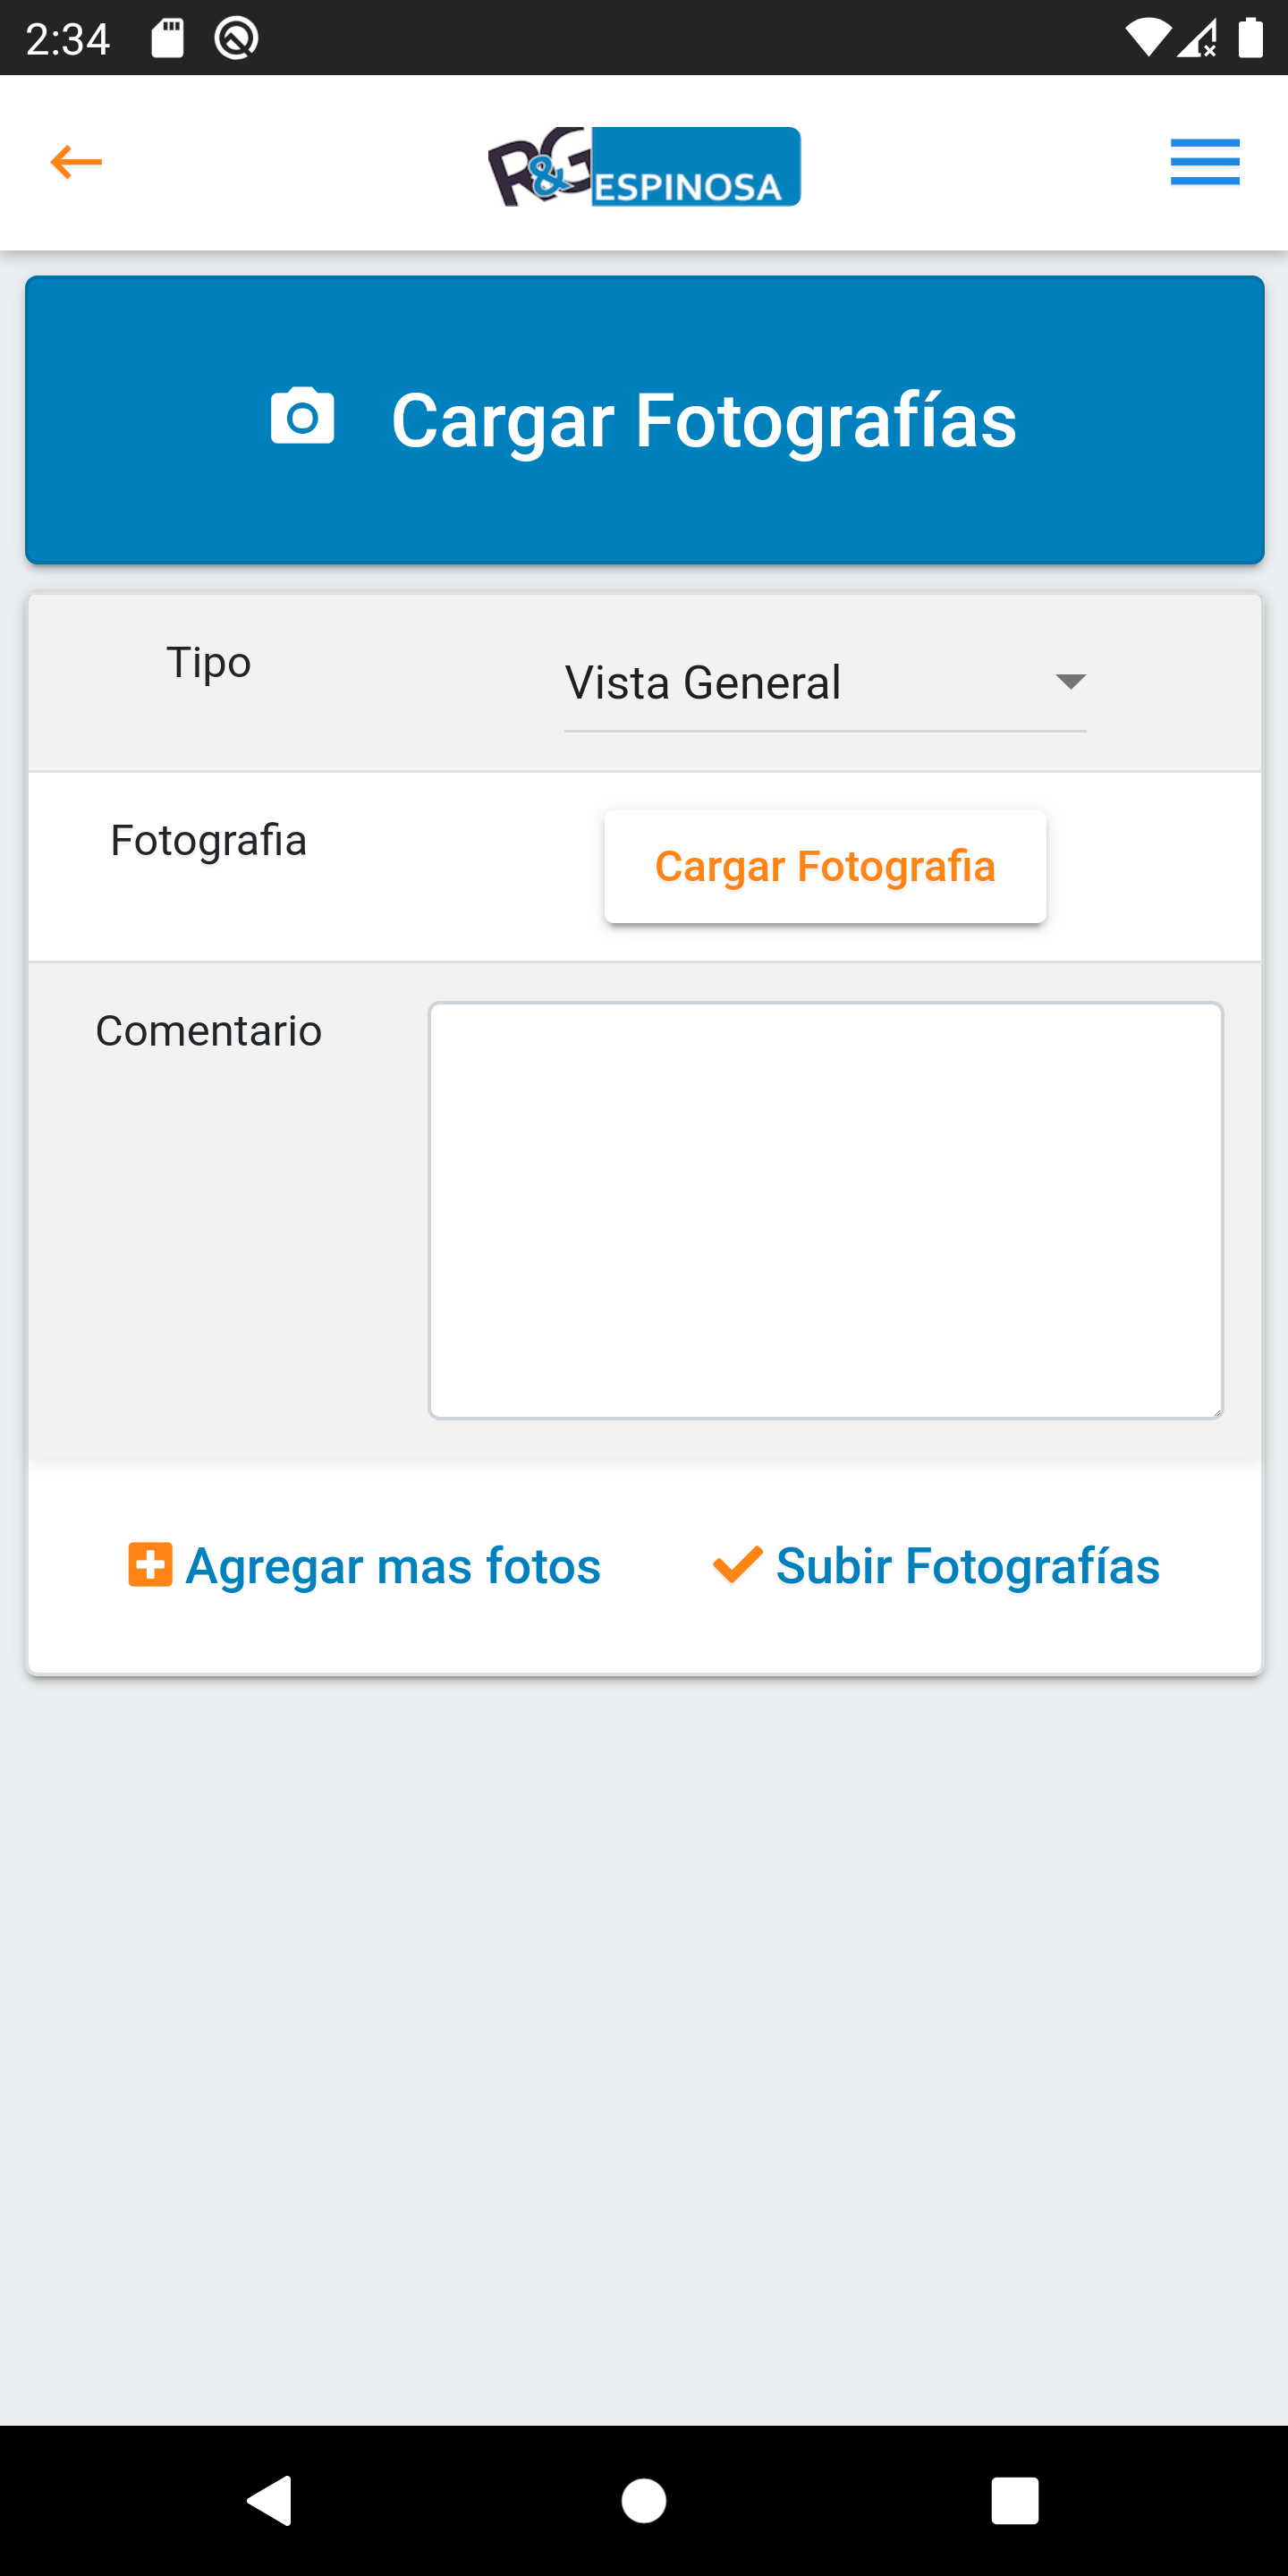 2:34
R&G ESPINOSA
Cargar Fotografías
Tipo
Vista General
Fotografia
Cargar Fotografia
Comentario
Agregar mas fotos
Subir Fotografías